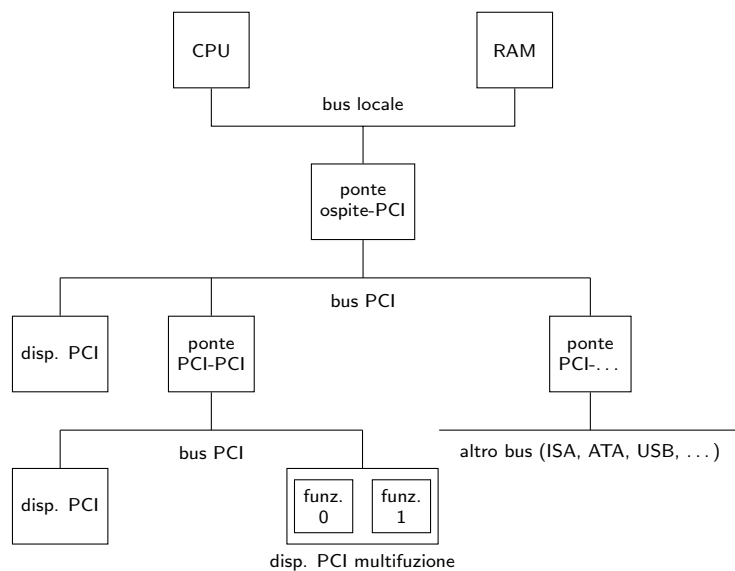 CPU
RAM
bus locale
ponte
ospite-PCI
bus PCI
disp. PCI
ponte
PCI-PCI
ponte
PCI-...
bus PCI
altro bus (ISA, ATA, USB, ...)
disp. PCI
funz.
0
funz.
1
disp. PCI multifuzione